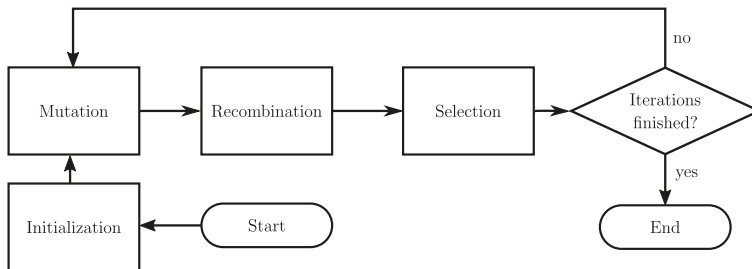 no
Mutation
Recombination
Selection
Iterations
finished?
yes
Initialization
Start
End